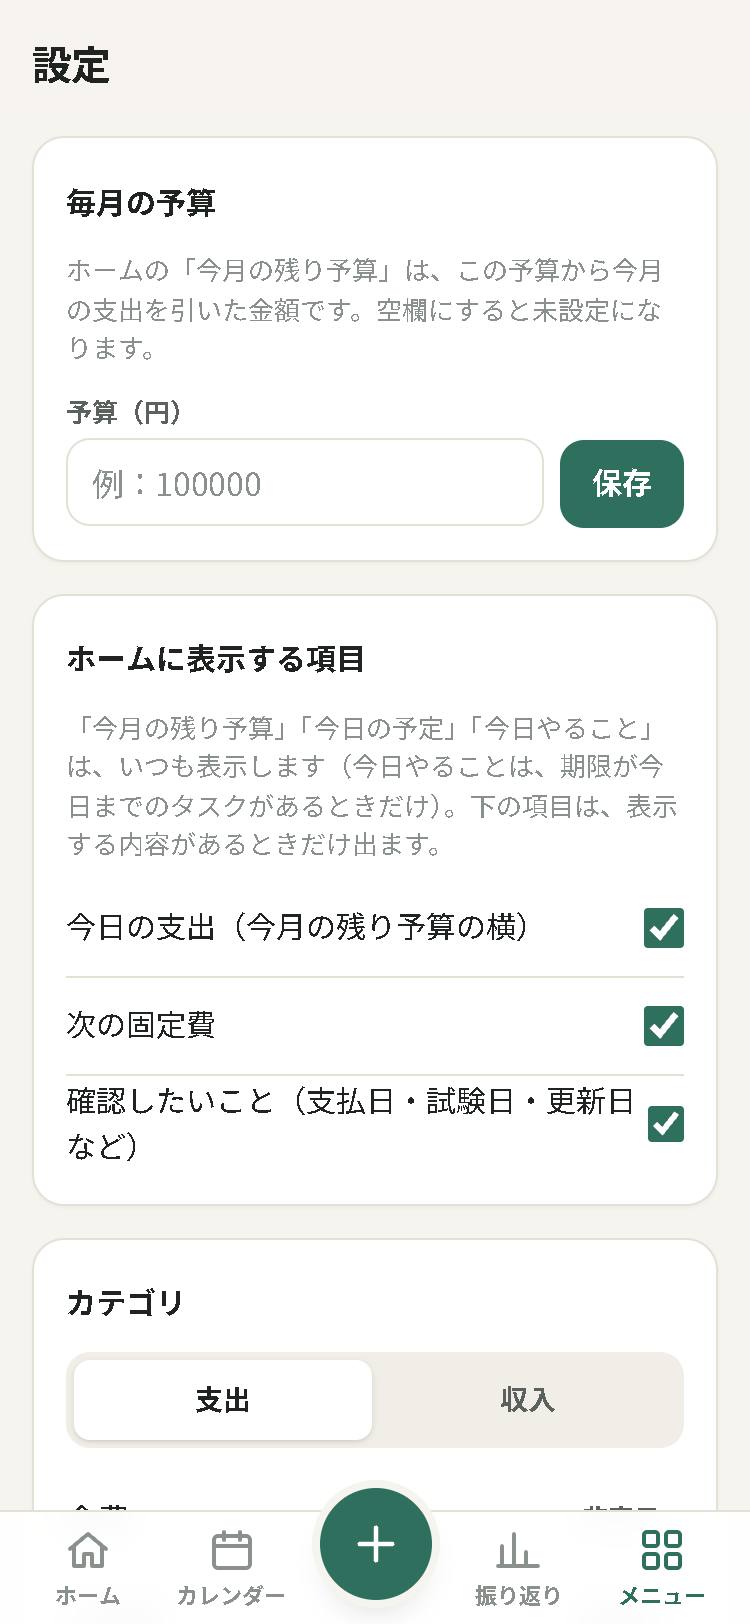 設定
毎月の予算
ホームの「今月の残り予算」は、この予算から今月
の支出を引いた金額です。空欄にすると未設定にな
ります。
予算（円）
例：100000
保存
ホームに表示する項目
「今月の残り予算」「今日の予定」「今日やること」
は、いつも表示します（今日やることは、期限が今
日までのタスクがあるときだけ）。下の項目は、表示
する内容があるときだけ出ます。
今日の支出（今月の残り予算の横）
次の固定費
確認したいこと（支払日・試験日・更新日
など）
カテゴリ
支出
収入
ホーム
カレンダー
振り返り
メニュー